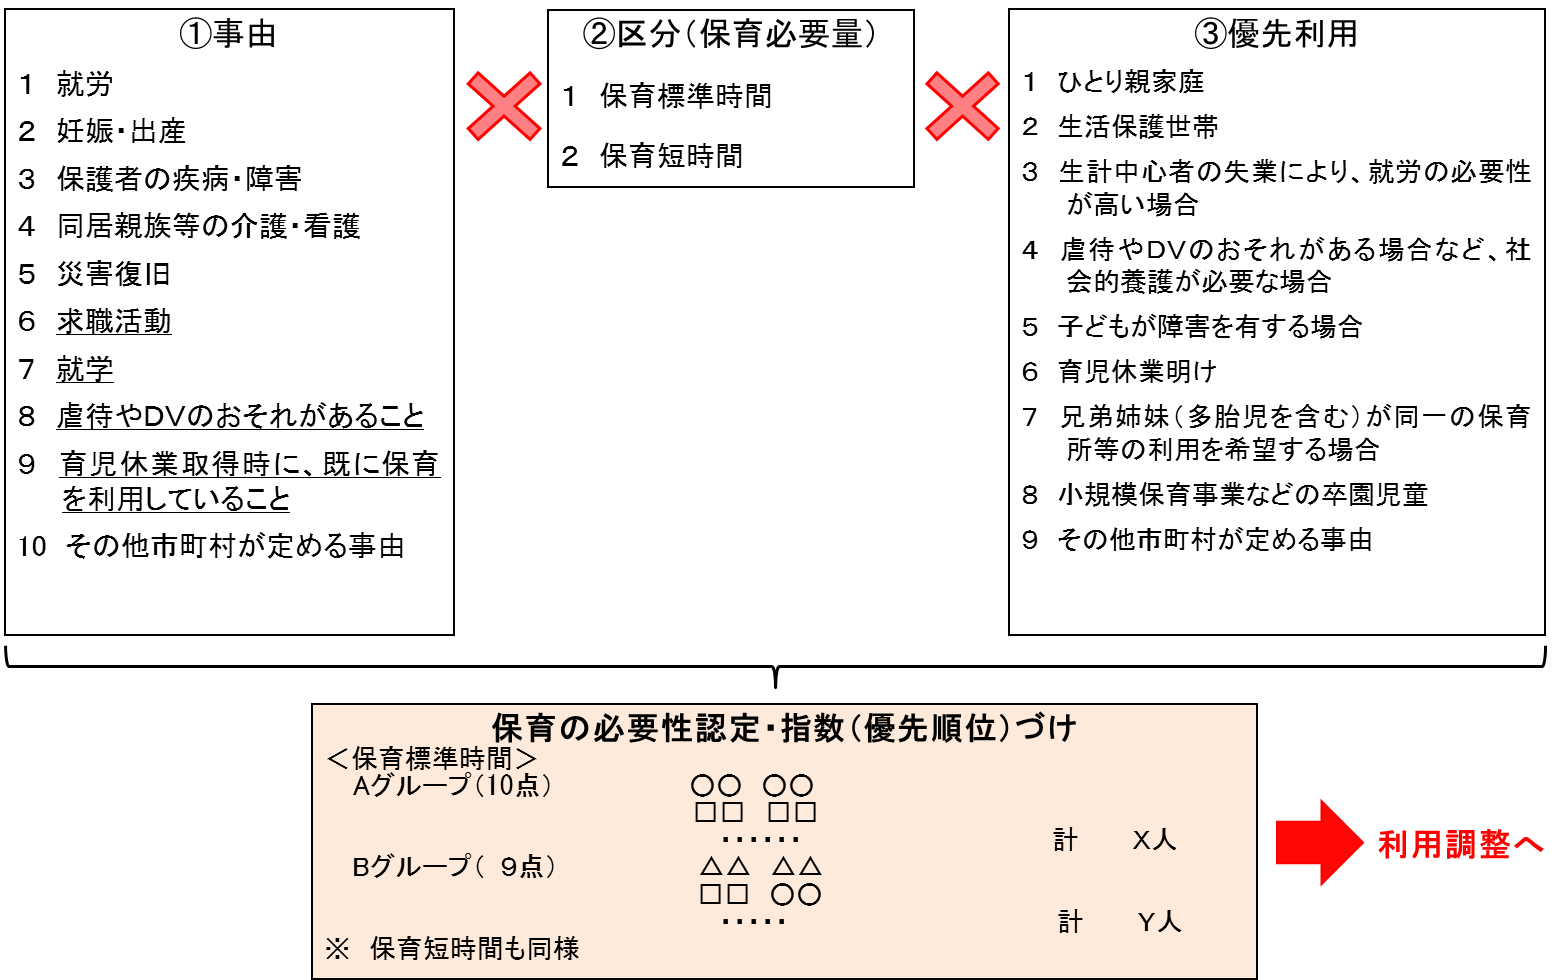 ①事由
1 就労
2 妊娠・出産
3 保護者の疾病・障害
4 同居親族等の介護・看護
5 災害復旧
6 求職活動
7 就学
8 虐待やDVのおそれがあること
9 育児休業取得時に、既に保育
を利用していること
10 その他市町村が定める事由
②区分（保育必要量）
1 保育標準時間
2 保育短時間
③優先利用
1 ひとり親家庭
2 生活保護世帯
3 生計中心者の失業により、就労の必要性
が高い場合
4 虐待やDVのおそれがある場合など、社
会的養護が必要な場合
5 子どもが障害を有する場合
6 育児休業明け
7 兄弟姉妹（多胎児を含む）が同一の保育
所等の利用を希望する場合
8 小規模保育事業などの卒園児童
9 その他市町村が定める事由
保育の必要性認定・指数（優先順位）づけ
＜保育標準時間＞
Aグループ（10点） ○○ ○○
□□ □□
・・・・・・ 計 X人
Bグループ（ 9点） △△ △△
□□ ○○
・・・・・ 計 Y人
※ 保育短時間も同様
利用調整へ